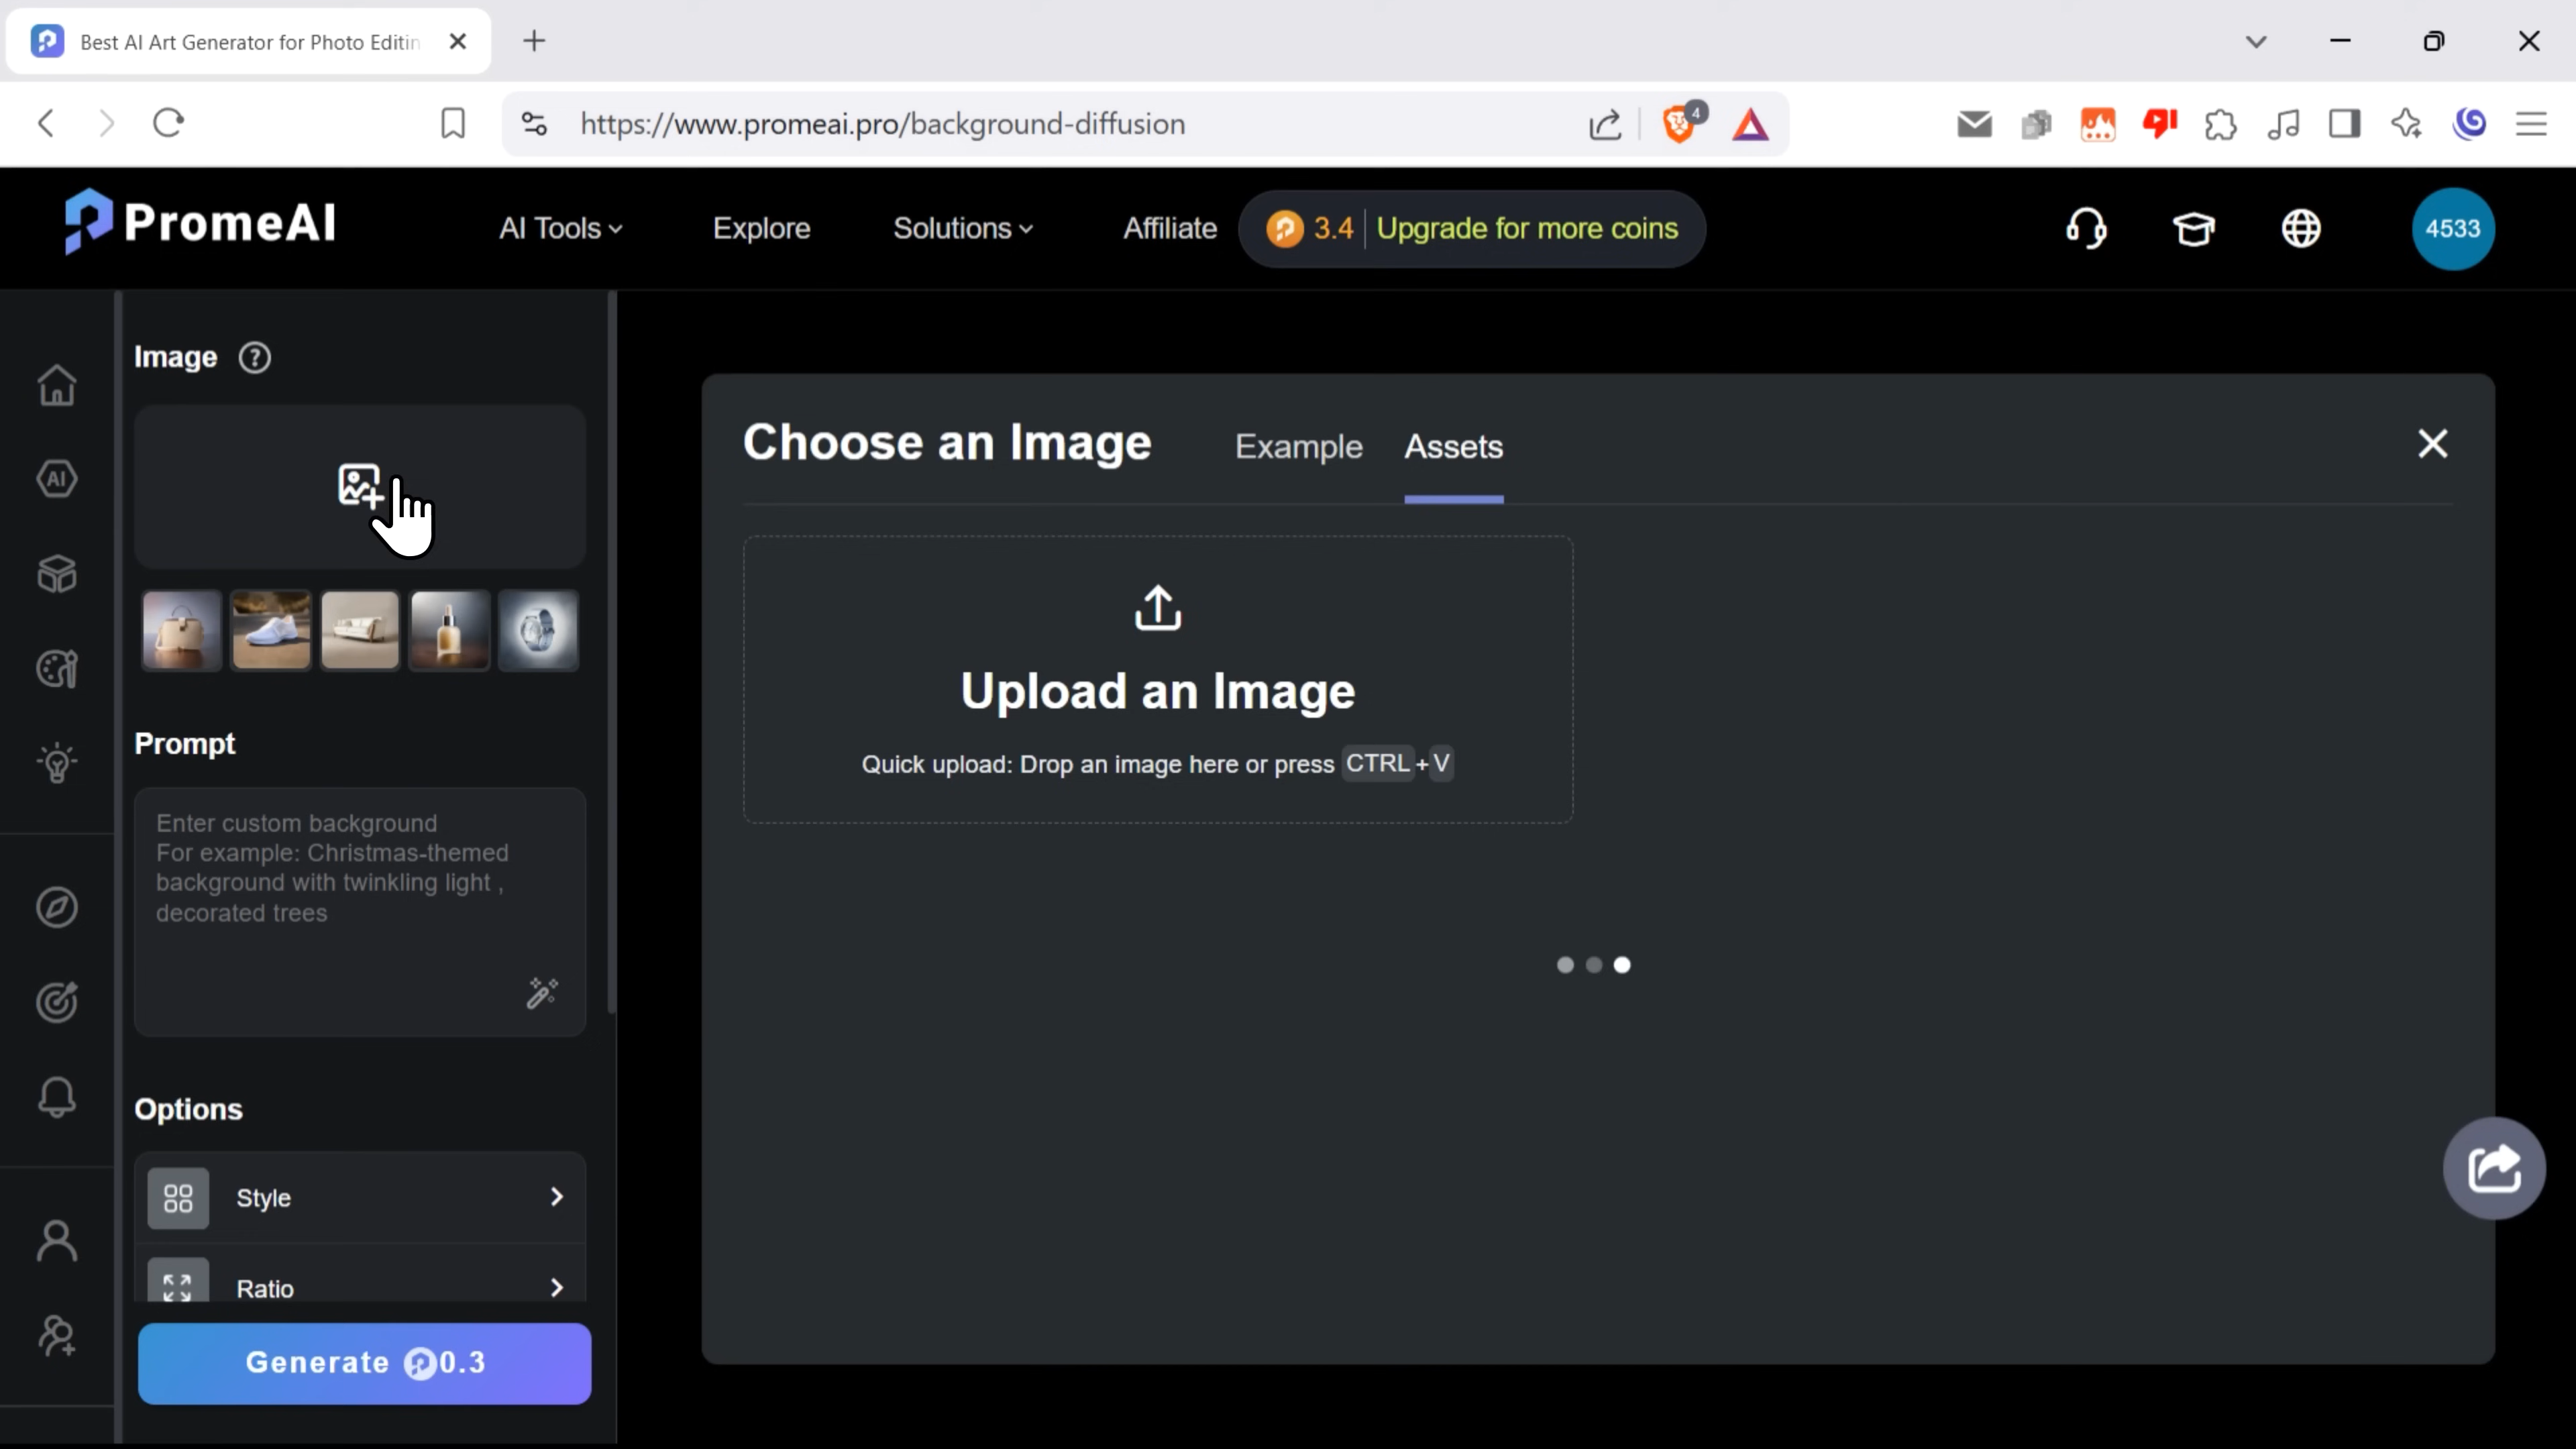 Best AI Art Generator for Photo Editin
https://www.promeai.pro/background-diffusion
4
PromeAI
AI Tools
Explore
Solutions
Affiliate
3.4
Upgrade for more coins
4533
Image
?
AI
Choose an Image
Example
Assets
Upload an Image
Quick upload: Drop an image here or press CTRL + V
Prompt
Enter custom background
For example: Christmas-themed
background with twinkling light ,
decorated trees
Options
Style
Ratio
Generate 0.3